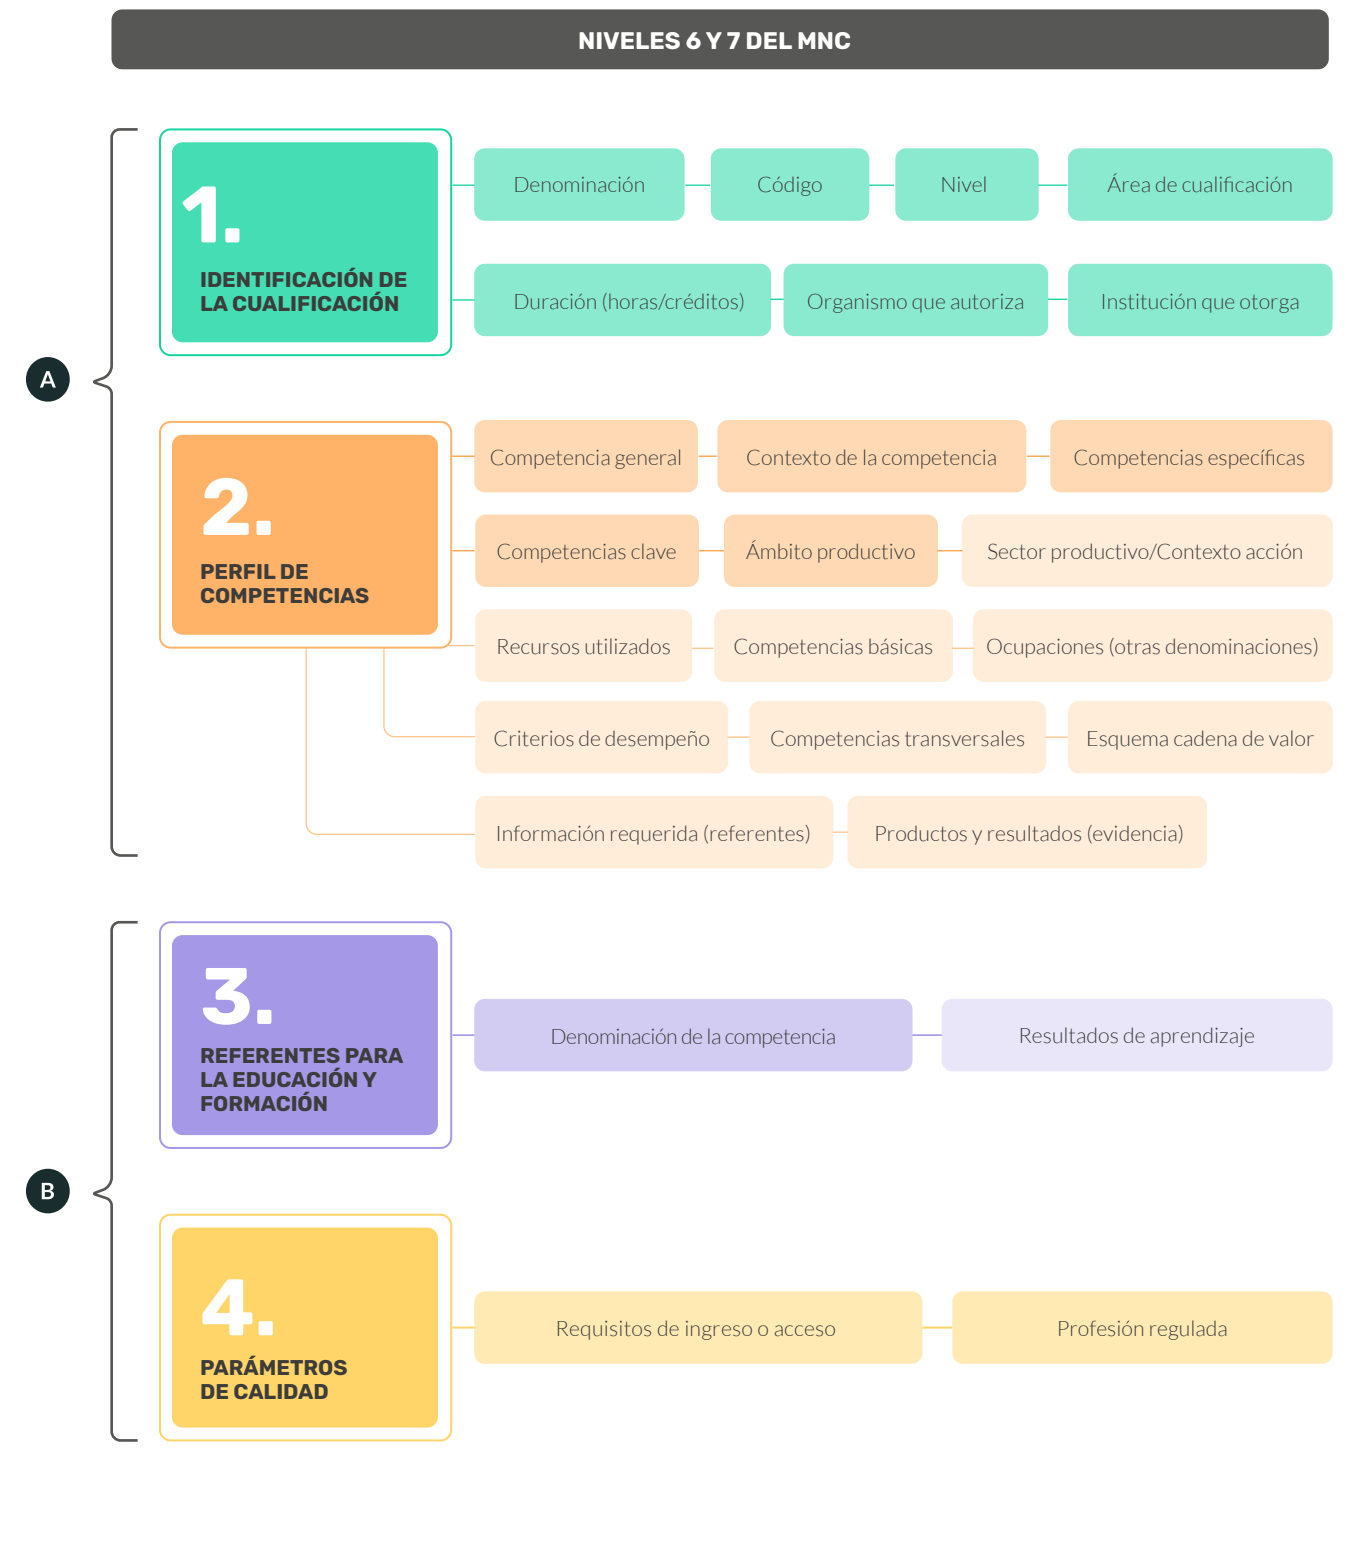 NIVELES 6 Y 7 DEL MNC
A
1.
IDENTIFICACIÓN DE
LA CUALIFICACIÓN
Denominación
Código
Nivel
Área de cualificación
Duración (horas/créditos)
Organismo que autoriza
Institución que otorga
2.
PERFIL DE
COMPETENCIAS
Competencia general
Contexto de la competencia
Competencias específicas
Competencias clave
Ámbito productivo
Sector productivo/Contexto acción
Recursos utilizados
Competencias básicas
Ocupaciones (otras denominaciones)
Criterios de desempeño
Competencias transversales
Esquema cadena de valor
Información requerida (referentes)
Productos y resultados (evidencia)
B
3.
REFERENTES PARA
LA EDUCACIÓN Y
FORMACIÓN
Denominación de la competencia
Resultados de aprendizaje
4.
PARÁMETROS
DE CALIDAD
Requisitos de ingreso o acceso
Profesión regulada